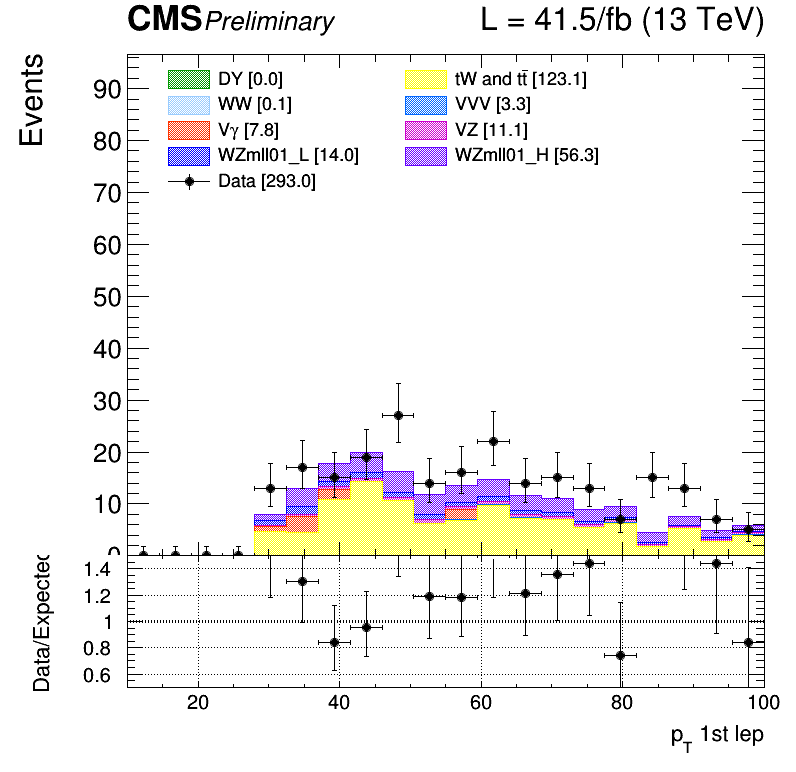 CMS Preliminary L = 41.5/fb (13 TeV)
Events
DY [0.0] tW and tt̄ [123.1]
WW [0.1] VVV [3.3]
Vγ [7.8] VZ [11.1]
WZmll01_L [14.0] WZmll01_H [56.3]
Data [293.0]
90
80
70
60
50
40
30
20
10
0
Data/Expected
1.4
1.2
1
0.8
0.6
20 40 60 80 100
p_T 1st lep